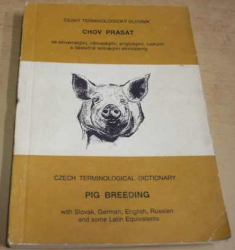 ČESKÝ TERMINOLOGICKÝ SLOVNÍK
CHOV PRASAT
se slovenskými, německými, anglickými, ruskými
a částečně latinskými ekvivalenty
CZECH TERMINOLOGICAL DICTIONARY
PIG BREEDING
with Slovak, German, English, Russian
and some Latin Equivalents